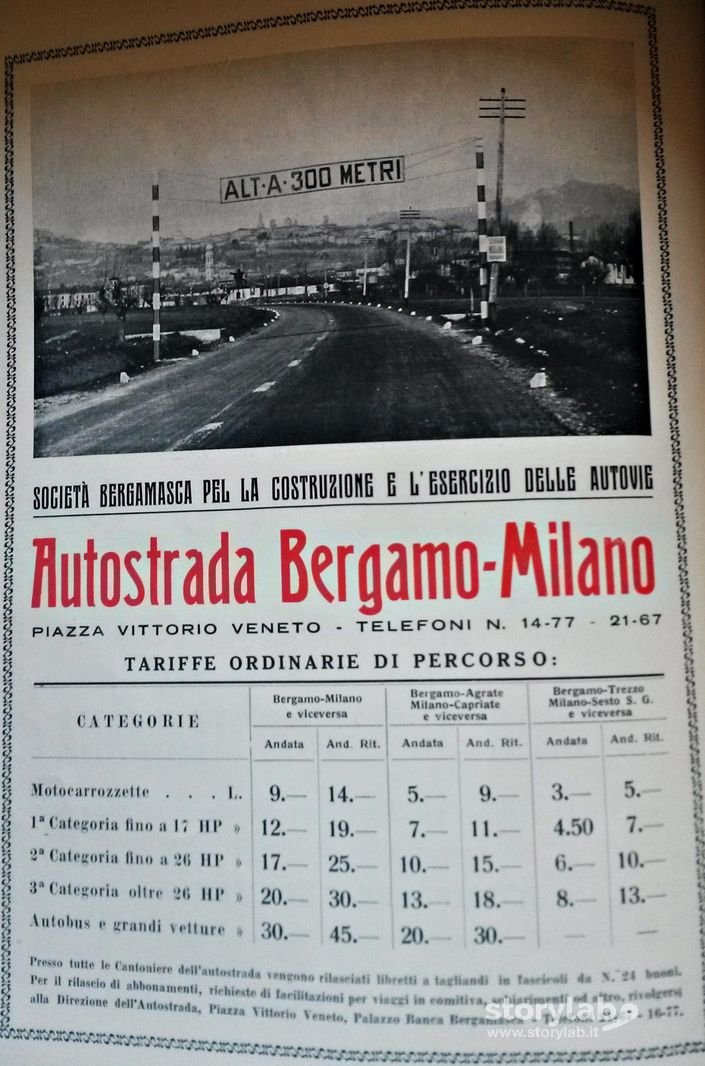 ALT·A·300 METRI
SOCIETÀ BERGAMASCA PEL LA COSTRUZIONE E L'ESERCIZIO DELLE AUTOVIE
Autostrada Bergamo-Milano
PIAZZA VITTORIO VENETO - TELEFONI N. 14-77 - 21-67
TARIFFE ORDINARIE DI PERCORSO:
CATEGORIE
Bergamo-Milano
e viceversa
Bergamo-Agrate
Milano-Capriate
e viceversa
Bergamo-Trezzo
Milano-Sesto S. G.
e viceversa
Andata And. Rit. Andata And. Rit. Andata And. Rit.
Motocarrozzette . . . L. 9.— 14.— 5.— 9.— 3.— 5.—
1ª Categoria fino a 17 HP » 12.— 19.— 7.— 11.— 4.50 7.—
2ª Categoria fino a 26 HP » 17.— 25.— 10.— 15.— 6.— 10.—
3ª Categoria oltre 26 HP » 20.— 30.— 13.— 18.— 8.— 13.—
Autobus e grandi vetture » 30.— 45.— 20.— 30.— — —
Presso tutte le Cantoniere dell'autostrada vengono rilasciati libretti a tagliandi in fascicoli da N. 24 buoni.
Per il rilascio di abbonamenti, richieste di facilitazioni per viaggi in comitiva, schiarimenti ed altro, rivolgersi
alla Direzione dell'Autostrada, Piazza Vittorio Veneto, Palazzo Banca Bergamasca 16-77.
storylab
www.storylab.it